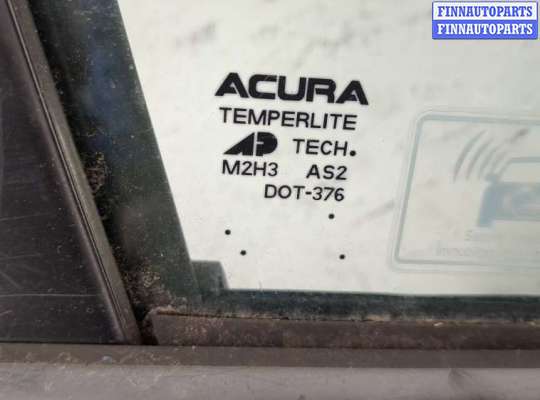 FINNAUTOPARTS
FINNAUTOPARTS
ACURA
TEMPERLITE
AP TECH.
M2H3 AS2
DOT-376